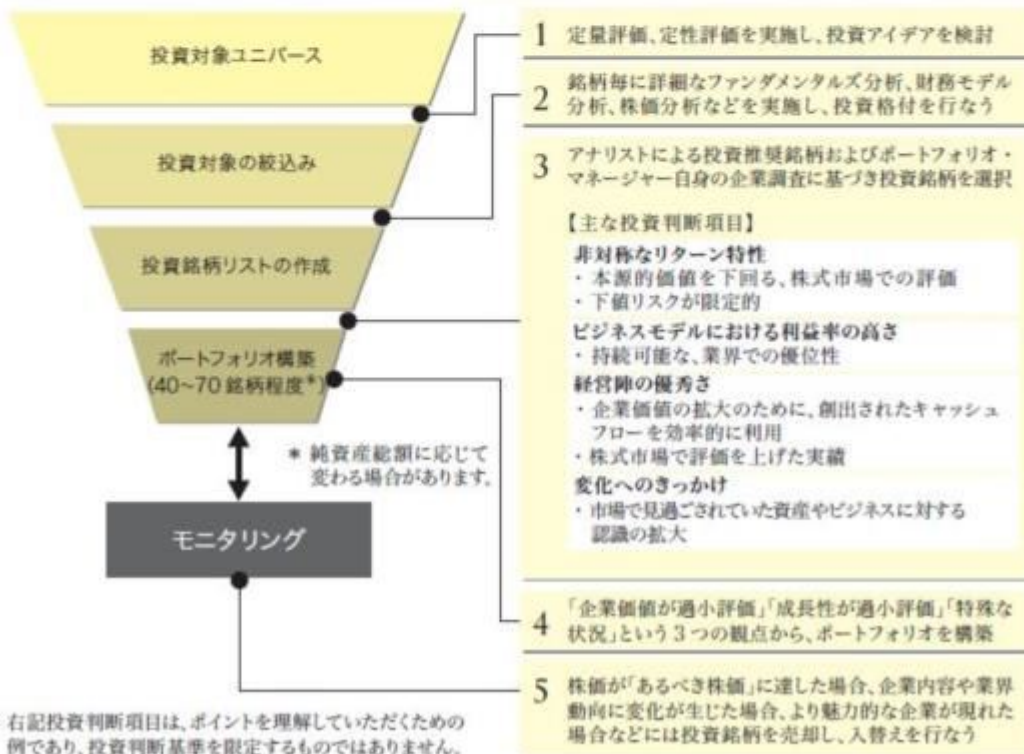 投資対象ユニバース
投資対象の絞込み
投資銘柄リストの作成
ポートフォリオ構築
(40~70銘柄程度*)
* 純資産総額に応じて
変わる場合があります。
モニタリング
右記投資判断項目は、ポイントを理解していただくための
例であり、投資判断基準を限定するものではありません。
1 定量評価、定性評価を実施し、投資アイデアを検討
2 銘柄毎に詳細なファンダメンタルズ分析、財務モデル
分析、株価分析などを実施し、投資格付を行なう
3 アナリストによる投資推奨銘柄およびポートフォリオ・
マネージャー自身の企業調査に基づき投資銘柄を選択
【主な投資判断項目】
非対称なリターン特性
・本源的価値を下回る、株式市場での評価
・下値リスクが限定的
ビジネスモデルにおける利益率の高さ
・持続可能な、業界での優位性
経営陣の優秀さ
・企業価値の拡大のために、創出されたキャッシュ
フローを効率的に利用
・株式市場で評価を上げた実績
変化へのきっかけ
・市場で見過ごされていた資産やビジネスに対する
認識の拡大
4 「企業価値が過小評価」「成長性が過小評価」「特殊な
状況」という3つの観点から、ポートフォリオを構築
5 株価が「あるべき株価」に達した場合、企業内容や業界
動向に変化が生じた場合、より魅力的な企業が現れた
場合などには投資銘柄を売却し、入替えを行なう